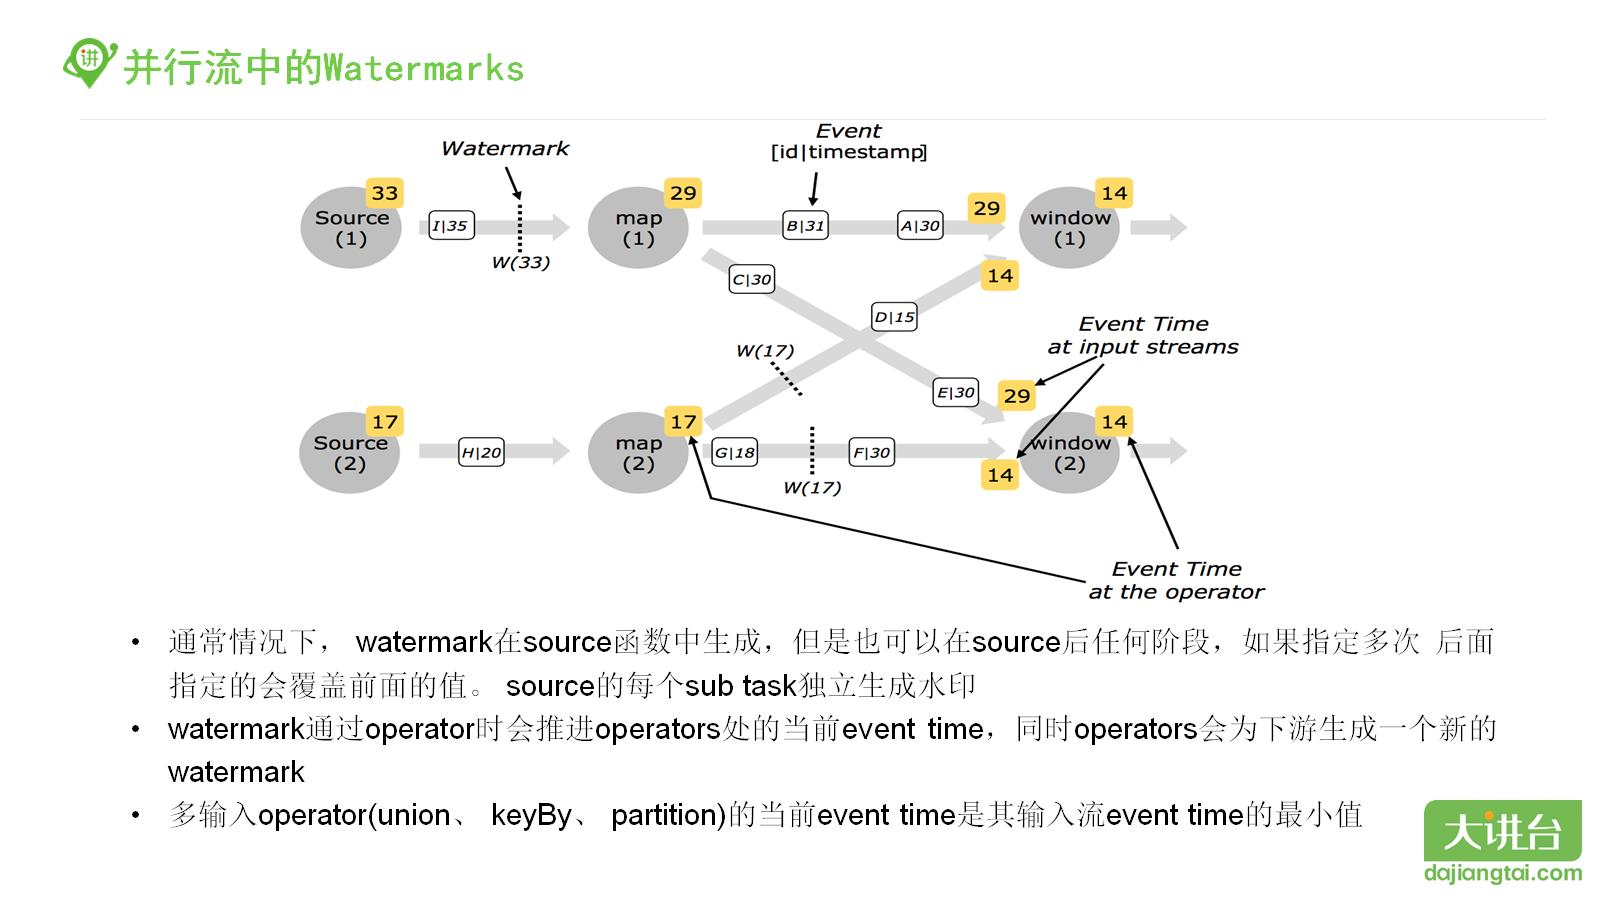 讲
并行流中的Watermarks
Watermark
Event
[id|timestamp]
33
Source
(1)
I|35
W(33)
29
map
(1)
B|31
A|30
29
14
window
(1)
C|30
14
D|15
W(17)
Event Time
at input streams
E|30
29
17
Source
(2)
H|20
17
map
(2)
G|18
F|30
W(17)
14
14
window
(2)
Event Time
at the operator
• 通常情况下， watermark在source函数中生成，但是也可以在source后任何阶段，如果指定多次 后面
指定的会覆盖前面的值。 source的每个sub task独立生成水印
• watermark通过operator时会推进operators处的当前event time，同时operators会为下游生成一个新的
watermark
• 多输入operator(union、 keyBy、 partition)的当前event time是其输入流event time的最小值
大讲台
dajiangtai.com